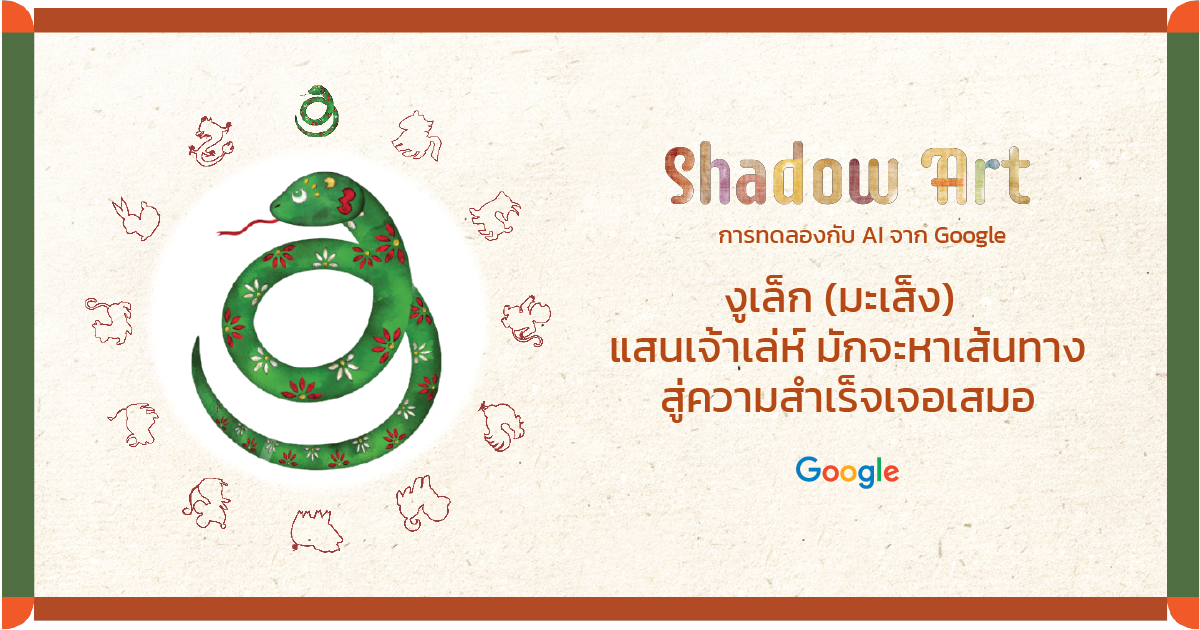 Shadow Art
การทดลองกับ AI จาก Google
งูเล็ก (มะเส็ง)
แสนเจ้าเล่ห์ มักจะหาเส้นทาง
สู่ความสำเร็จเจอเสมอ
Google